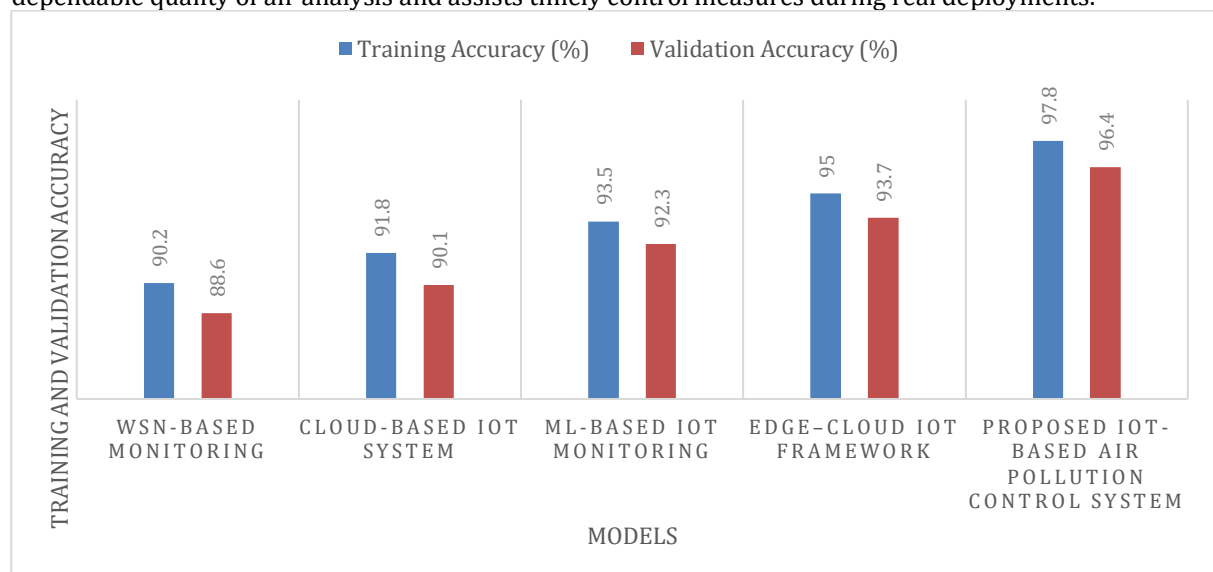 dependable quality of air analysis and assists timely control measures during real deployments.
Training Accuracy (%) Validation Accuracy (%)
TRAINING AND VALIDATION ACCURACY
90.2
88.6
91.8
90.1
93.5
92.3
95
93.7
97.8
96.4
WSN-BASED
MONITORING
CLOUD-BASED IOT
SYSTEM
ML-BASED IOT
MONITORING
EDGE–CLOUD IOT
FRAMEWORK
PROPOSED IOT-
BASED AIR
POLLUTION
CONTROL SYSTEM
MODELS